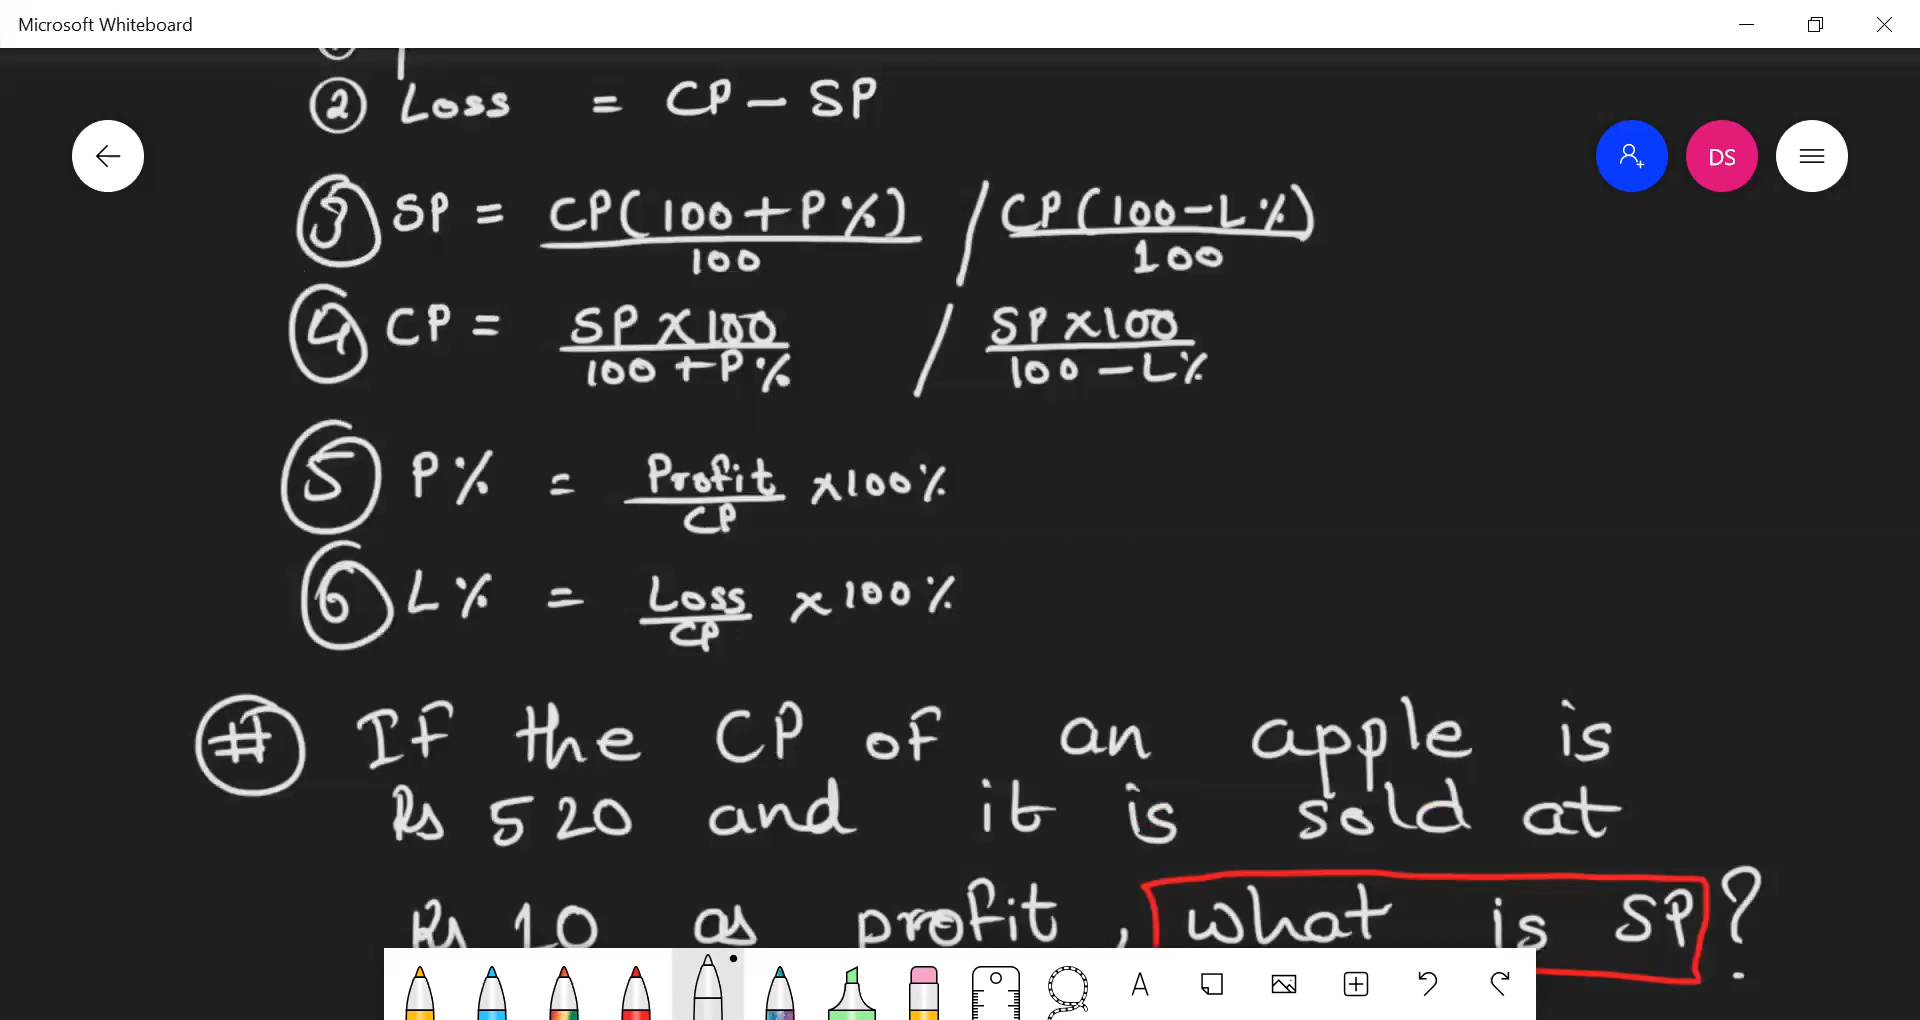 Microsoft Whiteboard
② Loss = CP - SP
DS
③ SP = CP(100+P%)/100 / CP(100-L%)/100
④ CP = SP×100/100+P% / SP×100/100-L%
⑤ P% = Profit/CP ×100%
⑥ L% = Loss/CP ×100%
# If the CP of an apple is
Rs 520 and it is sold at
Rs 10 as profit, what is SP?
A